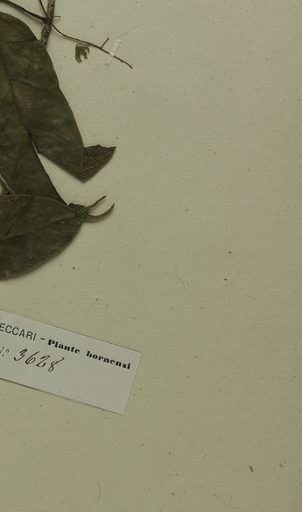 ECCARI – Piante bornensi
N.° 3628